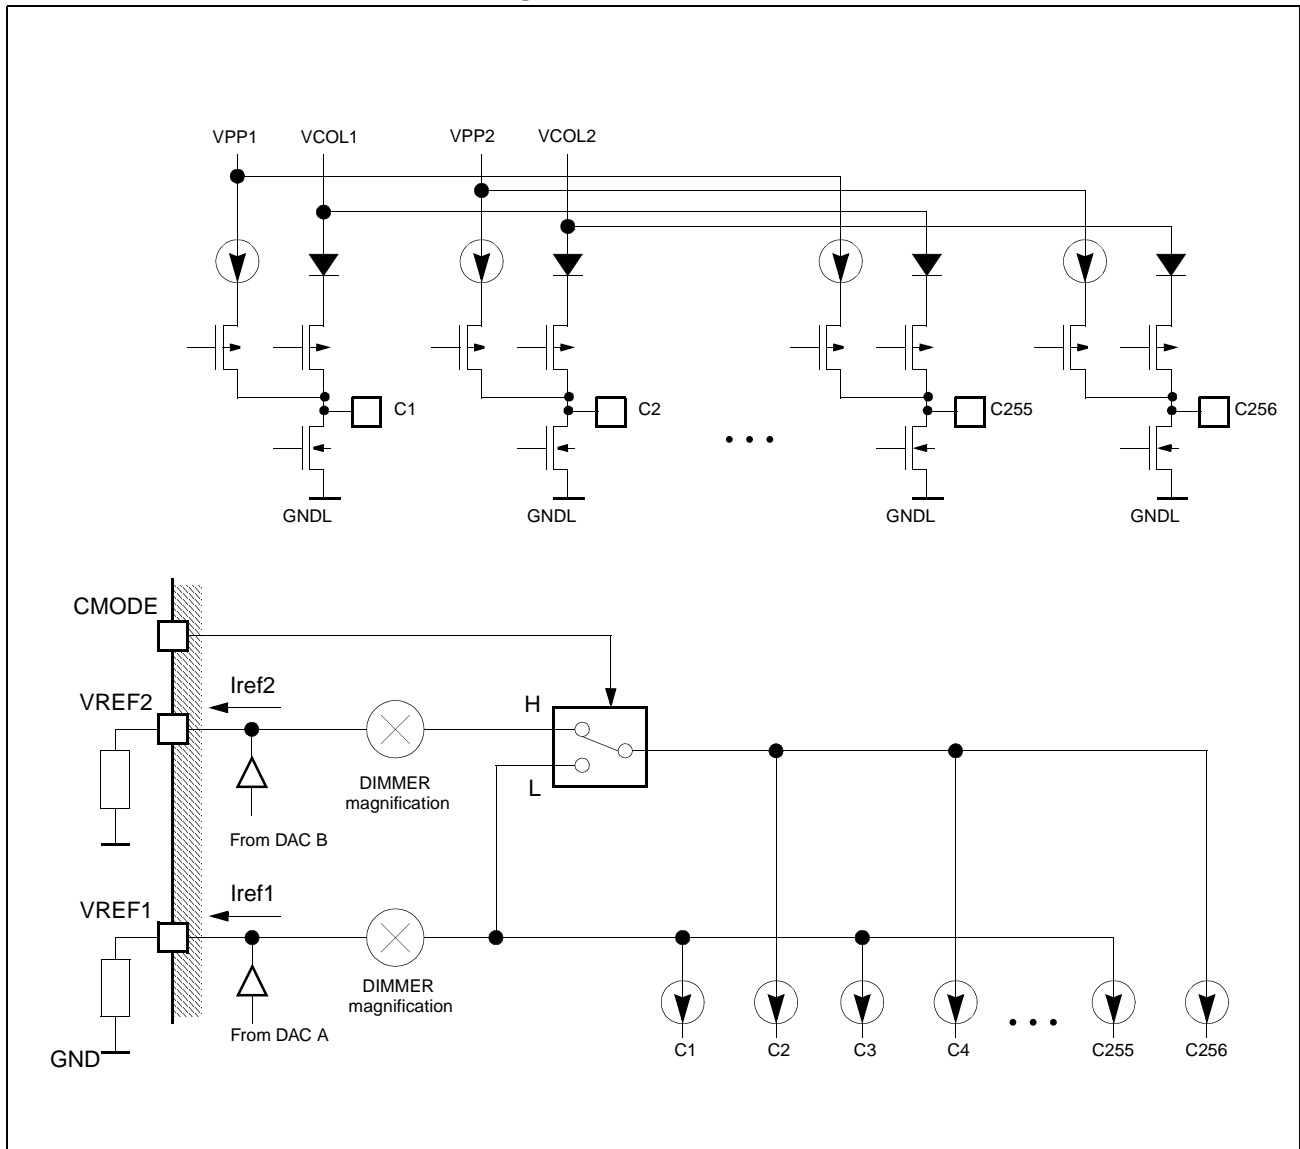 VPP1 VCOL1 VPP2 VCOL2
C1 C2 C255 C256
• • •
GNDL GNDL GNDL GNDL
CMODE
VREF2
Iref2
H
L
DIMMER
magnification
From DAC B
VREF1
Iref1
DIMMER
magnification
From DAC A
GND
• • •
C1 C2 C3 C4 C255 C256